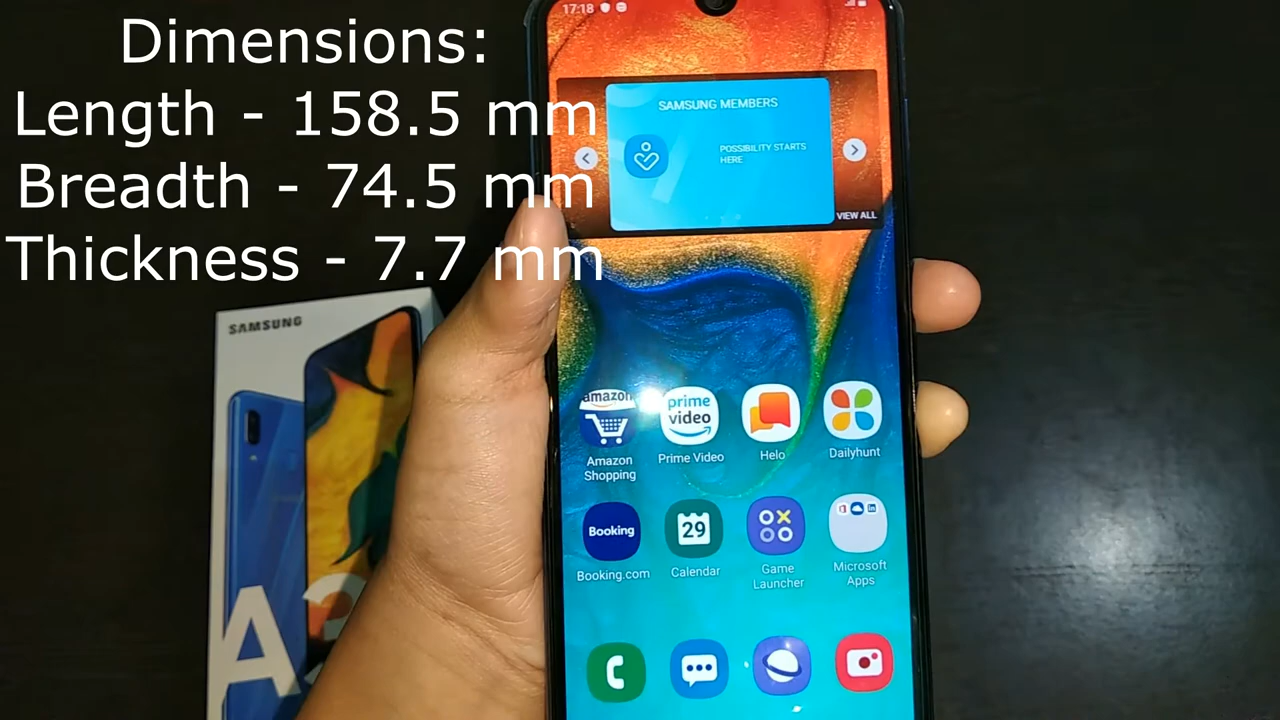 Dimensions:
Length - 158.5 mm
Breadth - 74.5 mm
Thickness - 7.7 mm
17:18
SAMSUNG MEMBERS
POSSIBILITY STARTS
HERE
VIEW ALL
SAMSUNG
amazon
prime
video
Amazon
Shopping
Prime Video
Helo
Dailyhunt
Booking
29
Booking.com
Calendar
Game
Launcher
Microsoft
Apps
in
A3